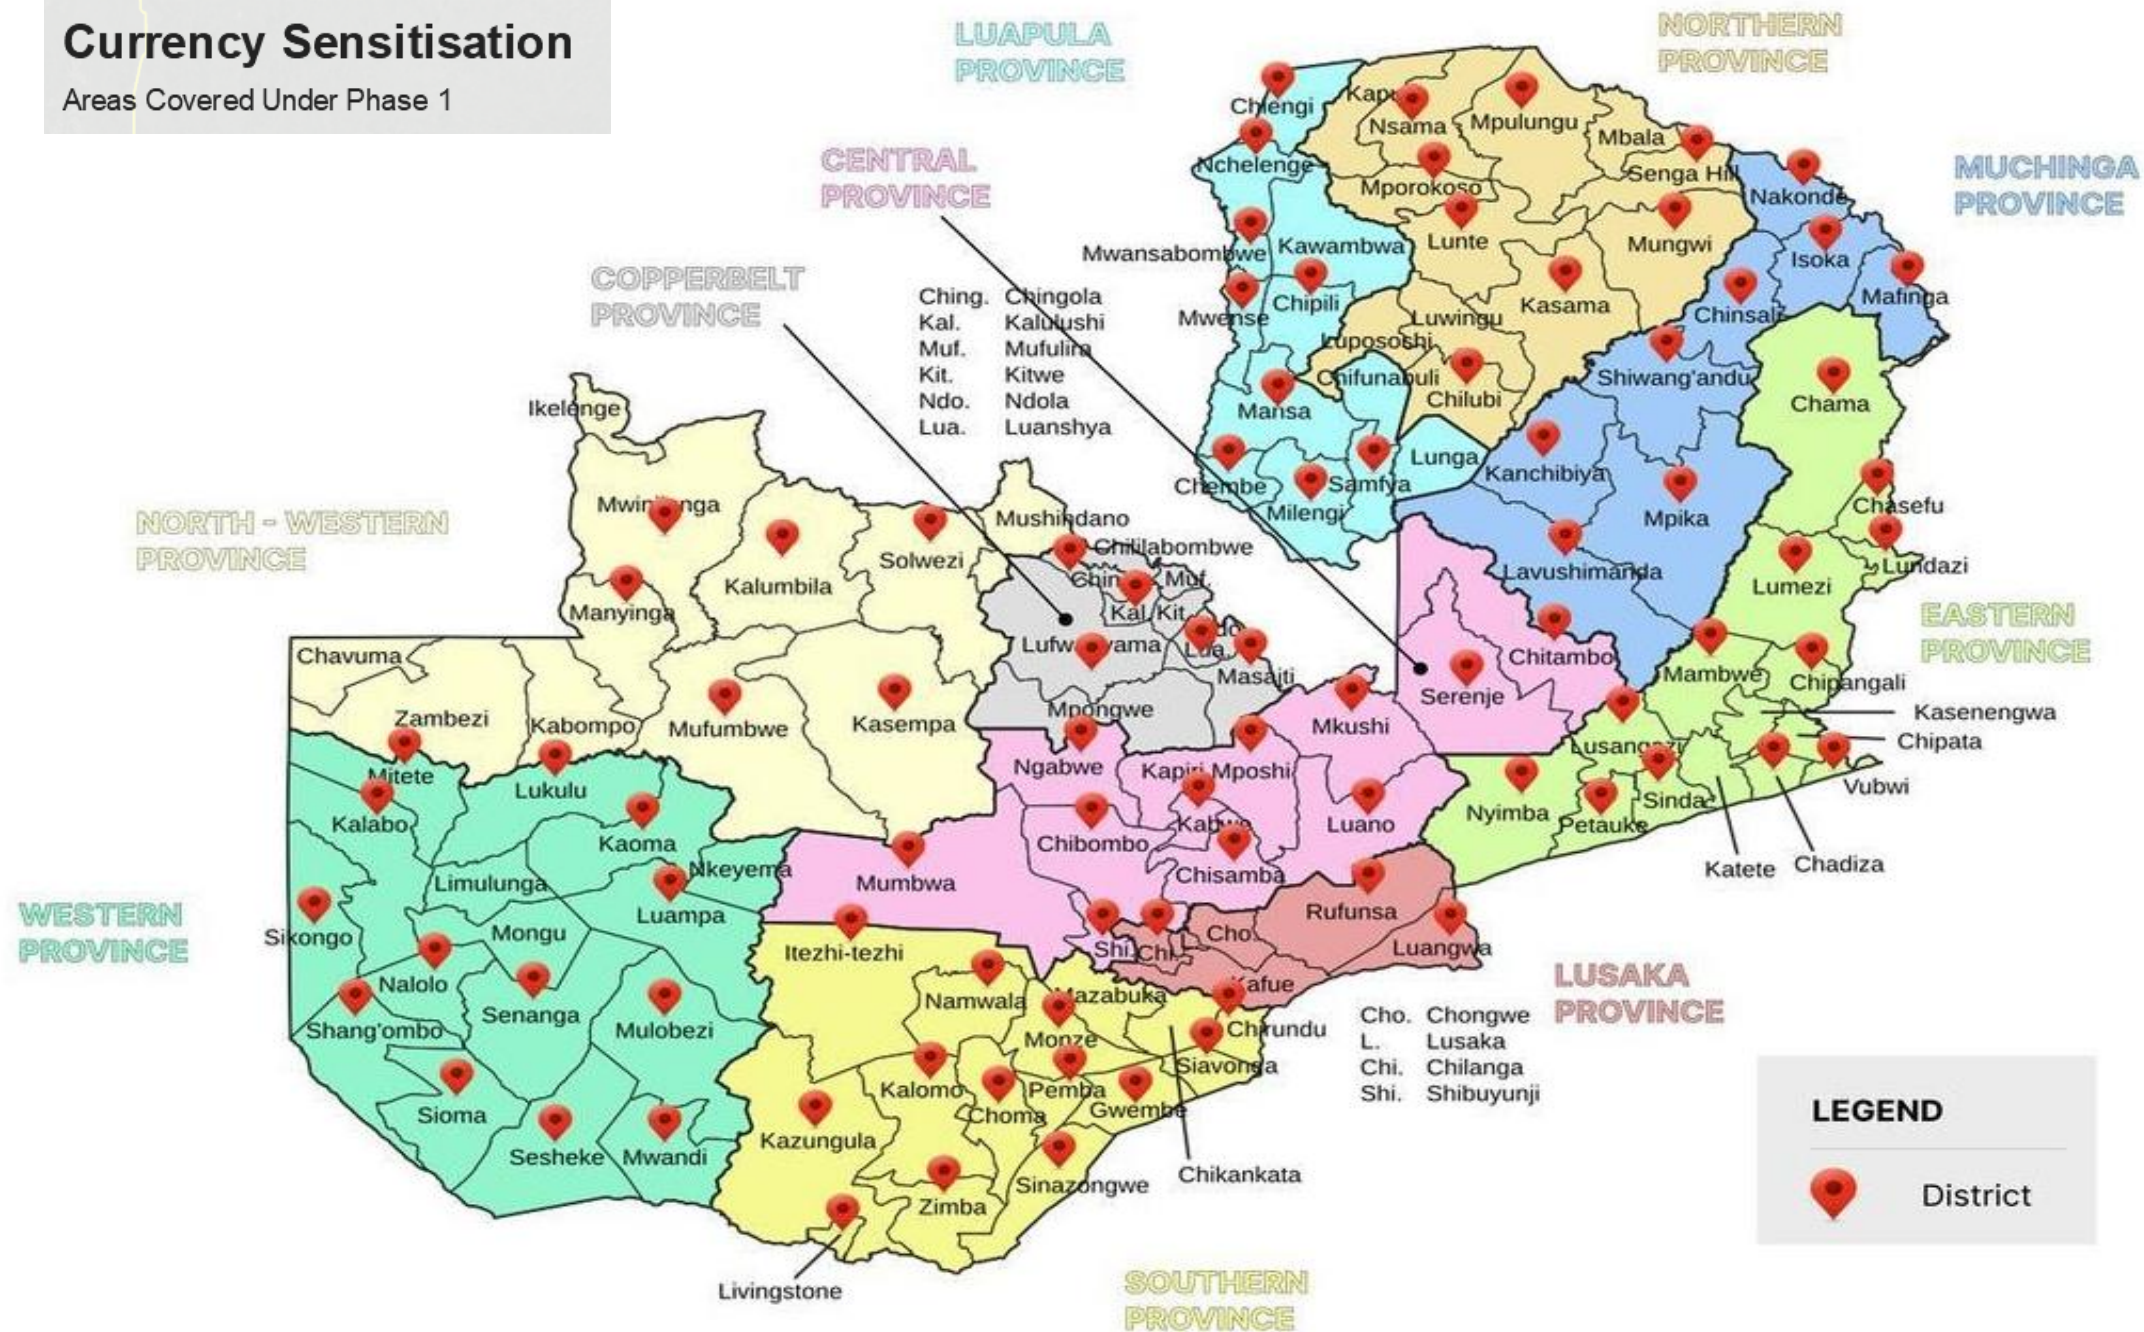 Currency Sensitisation
Areas Covered Under Phase 1
LUAPULA
PROVINCE
NORTHERN
PROVINCE
CENTRAL
PROVINCE
MUCHINGA
PROVINCE
COPPERBELT
PROVINCE
NORTH - WESTERN
PROVINCE
EASTERN
PROVINCE
WESTERN
PROVINCE
LUSAKA
PROVINCE
SOUTHERN
PROVINCE
Ching. Chingola
Kal. Kalulushi
Muf. Mufulira
Kit. Kitwe
Ndo. Ndola
Lua. Luanshya
Chiengi
Nchelenge
Mwansabombwe
Kawambwa
Chipili
Mwense
Mansa
Chifunabuli
Chembe
Samfya
Milengi
Lunga
Nsama
Mpulungu
Mbala
Senga Hill
Mporokoso
Lunte
Mungwi
Kasama
Luwingu
Lupososhi
Chilubi
Nakonde
Isoka
Mafinga
Chinsali
Shiwang'andu
Kanchibiya
Mpika
Lavushimanda
Chama
Chasefu
Lundazi
Lumezi
Mambwe
Chipangali
Kasenengwa
Chipata
Vubwi
Chadiza
Katete
Sinda
Petauke
Nyimba
Ikelenge
Mushindano
Solwezi
Kalumbila
Manyinga
Chavuma
Zambezi
Kabompo
Mufumbwe
Kasempa
Chililabombwe
Muf.
Kal.
Kit.
Lua.
Masaiti
Mpongwe
Chitambo
Serenje
Mkushi
Ngabwe
Kapiri Mposhi
Luano
Chibombo
Kabwe
Chisamba
Mumbwa
Shi.
Chi.
L.
Cho.
Rufunsa
Luangwa
Kafue
Mitete
Kalabo
Lukulu
Kaoma
Nkeyema
Limulunga
Luampa
Mongu
Sikongo
Nalolo
Senanga
Shang'ombo
Mulobezi
Sioma
Sesheke
Mwandi
Itezhi-tezhi
Namwala
Mazabuka
Monze
Chirundu
Siavonga
Kalomo
Choma
Pemba
Gwembe
Kazungula
Zimba
Sinazongwe
Chikankata
Livingstone
Cho. Chongwe
L. Lusaka
Chi. Chilanga
Shi. Shibuyunji
LEGEND
District